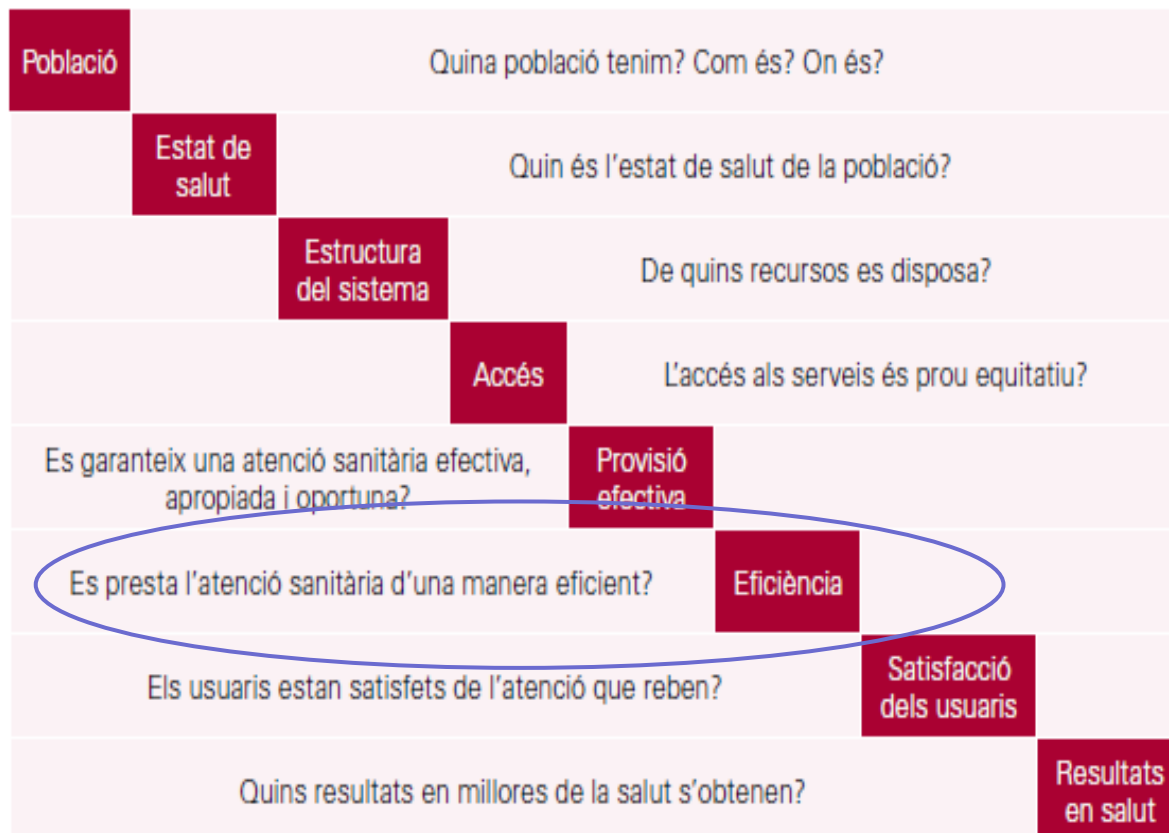 Població
Quina població tenim? Com és? On és?
Estat de
salut
Quin és l'estat de salut de la població?
Estructura
del sistema
De quins recursos es disposa?
Accés
L'accés als serveis és prou equitatiu?
Es garanteix una atenció sanitària efectiva,
apropiada i oportuna?
Provisió
efectiva
Es presta l'atenció sanitària d'una manera eficient?
Eficiència
Els usuaris estan satisfets de l'atenció que reben?
Satisfacció
dels usuaris
Quins resultats en millores de la salut s'obtenen?
Resultats
en salut